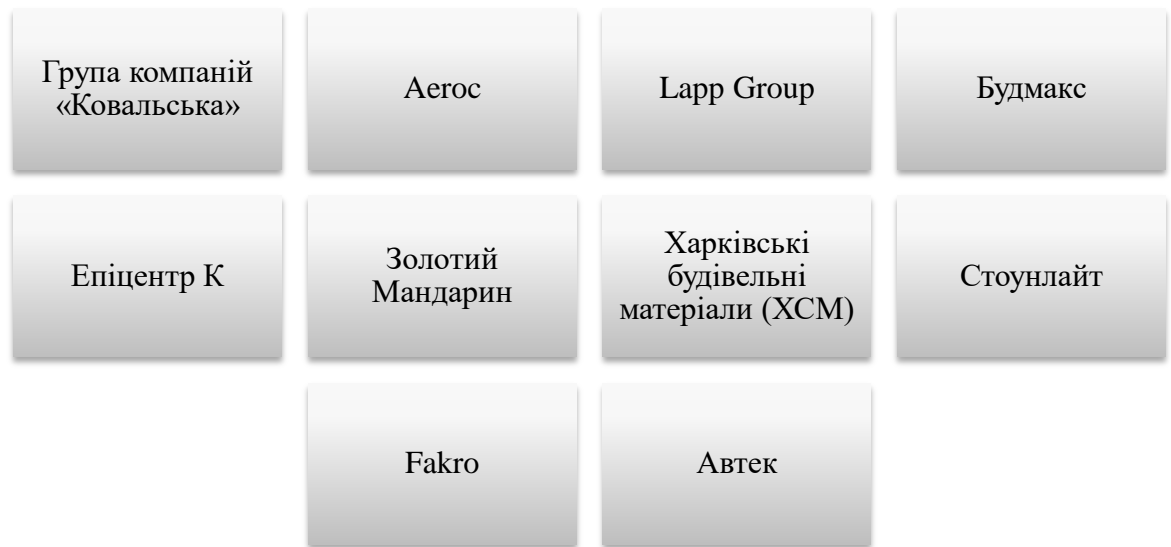 Група компаній
«Ковальська»
Aeroc
Lapp Group
Будмакс
Епіцентр К
Золотий
Мандарин
Харківські
будівельні
матеріали (ХСМ)
Стоунлайт
Fakro
Автек